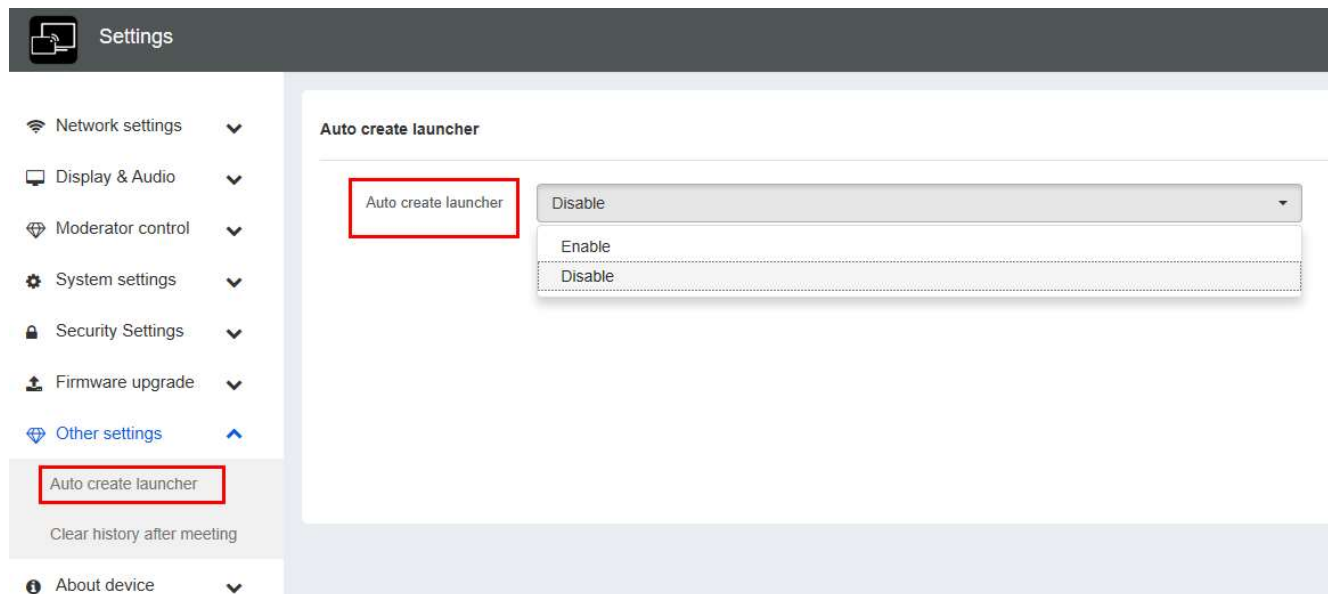 Settings
Network settings
Display & Audio
Moderator control
System settings
Security Settings
Firmware upgrade
Other settings
Auto create launcher
Clear history after meeting
About device
Auto create launcher
Auto create launcher
Disable
Enable
Disable